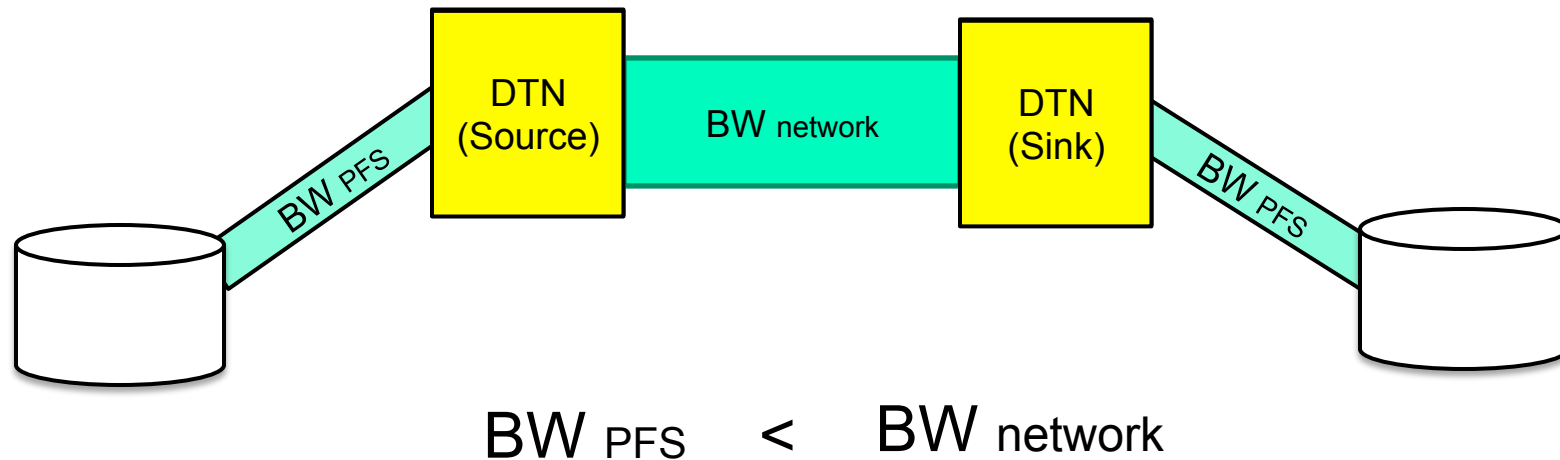 DTN
(Source)
BW network
DTN
(Sink)
BW PFS
BW PFS
BW PFS < BW network